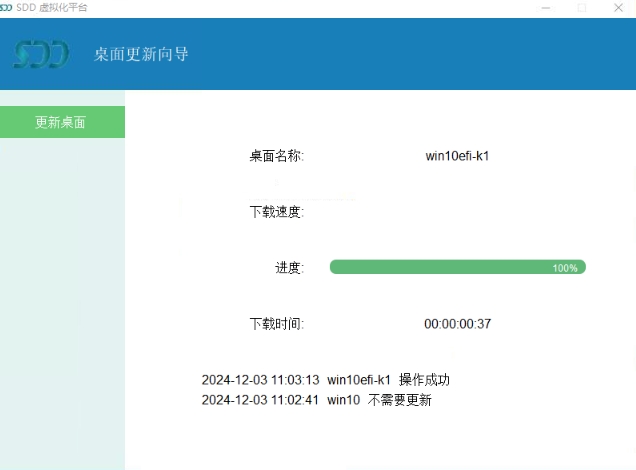 SDD 虚拟化平台
SDD 桌面更新向导
更新桌面
桌面名称: win10efi-k1
下载速度:
进度: 100%
下载时间: 00:00:00:37
2024-12-03 11:03:13 win10efi-k1 操作成功
2024-12-03 11:02:41 win10 不需要更新